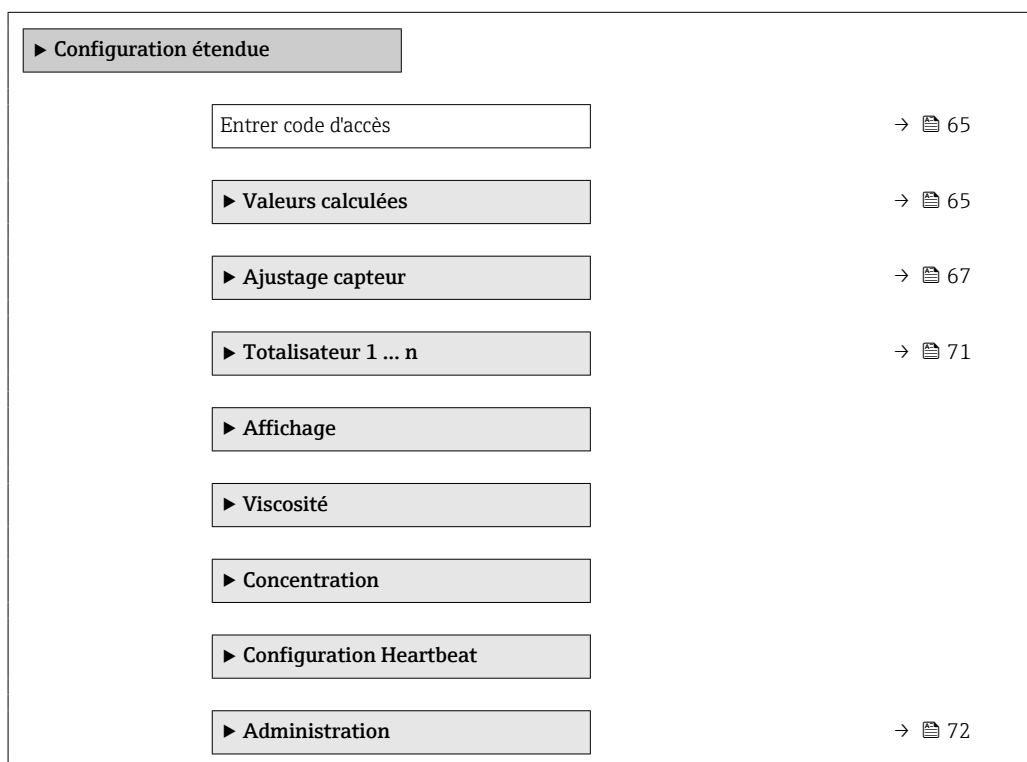 ▶ Configuration étendue
Entrer code d'accès → 65
▶ Valeurs calculées → 65
▶ Ajustage capteur → 67
▶ Totalisateur 1 ... n → 71
▶ Affichage
▶ Viscosité
▶ Concentration
▶ Configuration Heartbeat
▶ Administration → 72